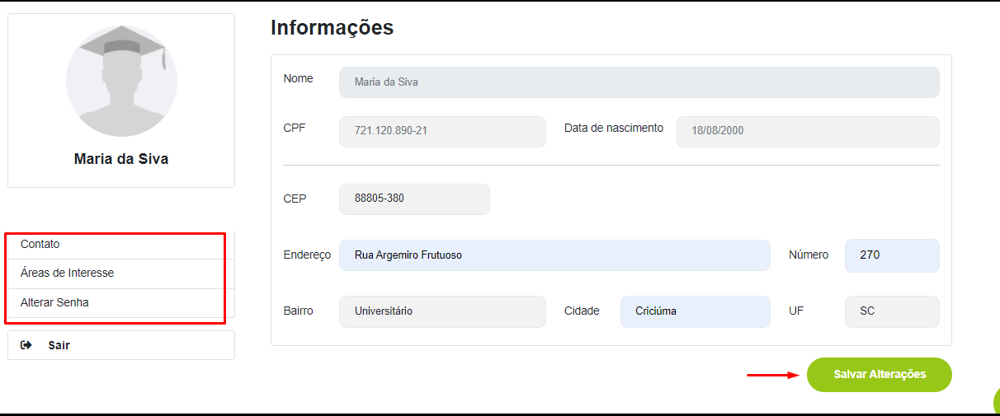 Maria da Siva
Contato
Áreas de Interesse
Alterar Senha
Sair
Informações
Nome Maria da Siva
CPF 721.120.890-21 Data de nascimento 18/08/2000
CEP 88805-380
Endereço Rua Argemiro Frutuoso Número 270
Bairro Universitário Cidade Criciúma UF SC
Salvar Alterações